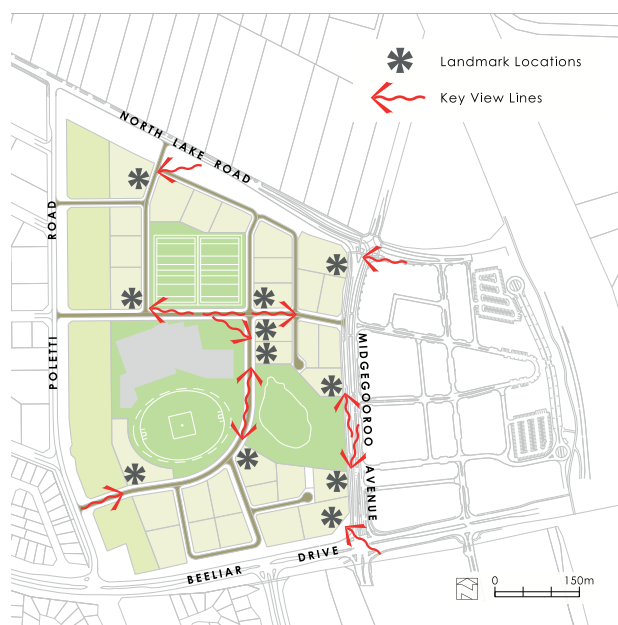 Landmark Locations
Key View Lines
NORTH LAKE ROAD
POLETTI ROAD
MIDGEGOOROO AVENUE
BEELIAR DRIVE
N
0 150m